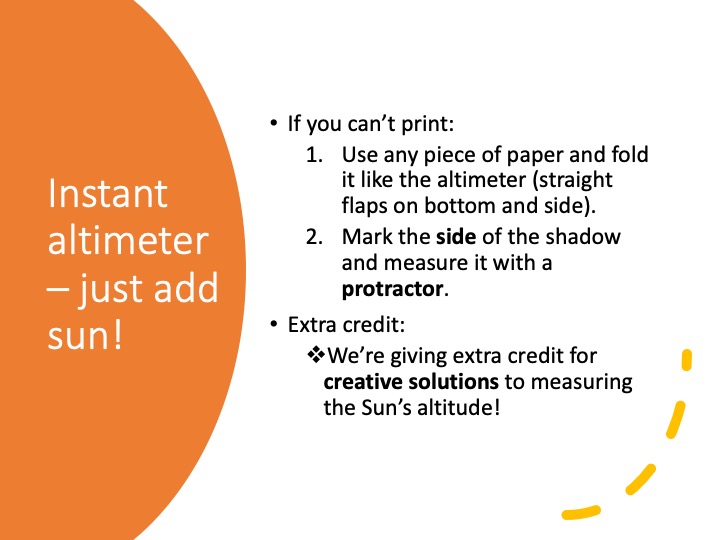 Instant
altimeter
– just add
sun!
• If you can’t print:
1. Use any piece of paper and fold
it like the altimeter (straight
flaps on bottom and side).
2. Mark the side of the shadow
and measure it with a
protractor.
• Extra credit:
❖We’re giving extra credit for
creative solutions to measuring
the Sun’s altitude!